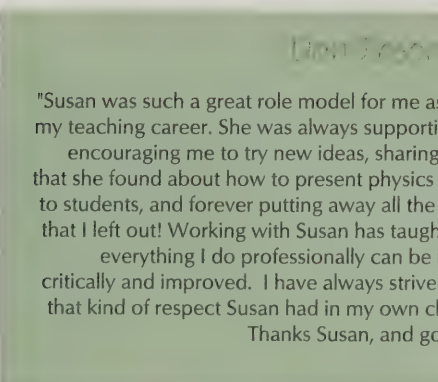 "Susan was such a great role model for me as
my teaching career. She was always supporti
encouraging me to try new ideas, sharing
that she found about how to present physics
to students, and forever putting away all the
that I left out! Working with Susan has taugh
everything I do professionally can be
critically and improved. I have always strive
that kind of respect Susan had in my own cl
Thanks Susan, and go